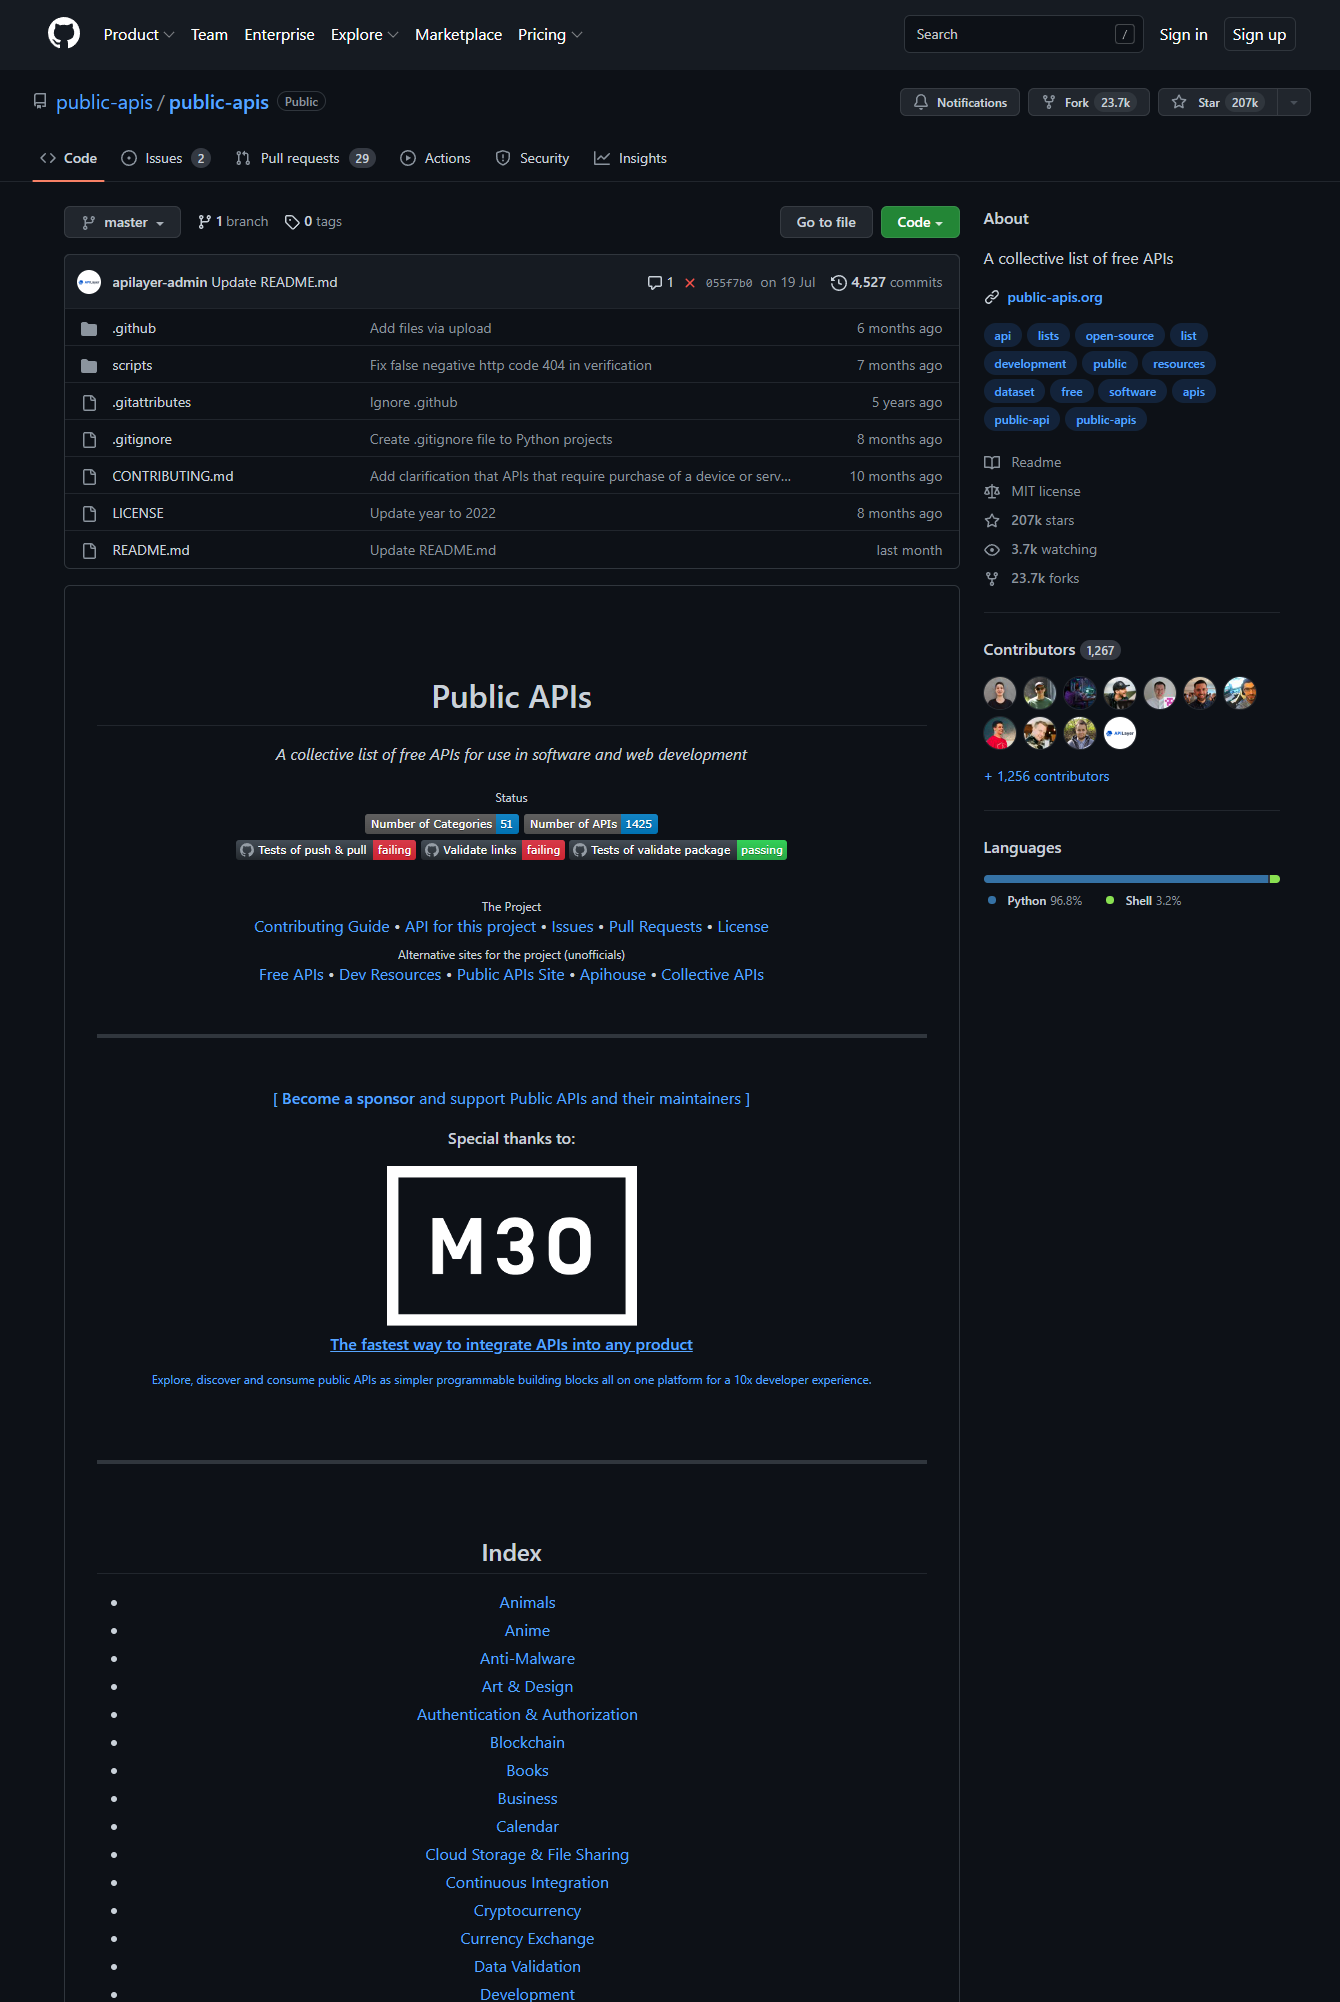 Product Team Enterprise Explore Marketplace Pricing Search / Sign in Sign up
public-apis / public-apis Public Notifications Fork 23.7k Star 207k
Code Issues 2 Pull requests 29 Actions Security Insights
master 1 branch 0 tags Go to file Code
apilayer-admin Update README.md 1 055f7b0 on 19 Jul 4,527 commits
.github Add files via upload 6 months ago
scripts Fix false negative http code 404 in verification 7 months ago
.gitattributes Ignore .github 5 years ago
.gitignore Create .gitignore file to Python projects 8 months ago
CONTRIBUTING.md Add clarification that APIs that require purchase of a device or serv... 10 months ago
LICENSE Update year to 2022 8 months ago
README.md Update README.md last month
Public APIs
A collective list of free APIs for use in software and web development
Status
Number of Categories 51 Number of APIs 1425
Tests of push & pull failing Validate links failing Tests of validate package passing
The Project
Contributing Guide • API for this project • Issues • Pull Requests • License
Alternative sites for the project (unofficials)
Free APIs • Dev Resources • Public APIs Site • Apihouse • Collective APIs
[ Become a sponsor and support Public APIs and their maintainers ]
Special thanks to:
M3O
The fastest way to integrate APIs into any product
Explore, discover and consume public APIs as simpler programmable building blocks all on one platform for a 10x developer experience.
Index
• Animals
• Anime
• Anti-Malware
• Art & Design
• Authentication & Authorization
• Blockchain
• Books
• Business
• Calendar
• Cloud Storage & File Sharing
• Continuous Integration
• Cryptocurrency
• Currency Exchange
• Data Validation
• Development
About
A collective list of free APIs
public-apis.org
api lists open-source list
development public resources
dataset free software apis
public-api public-apis
Readme
MIT license
207k stars
3.7k watching
23.7k forks
Contributors 1,267
+ 1,256 contributors
Languages
Python 96.8% Shell 3.2%